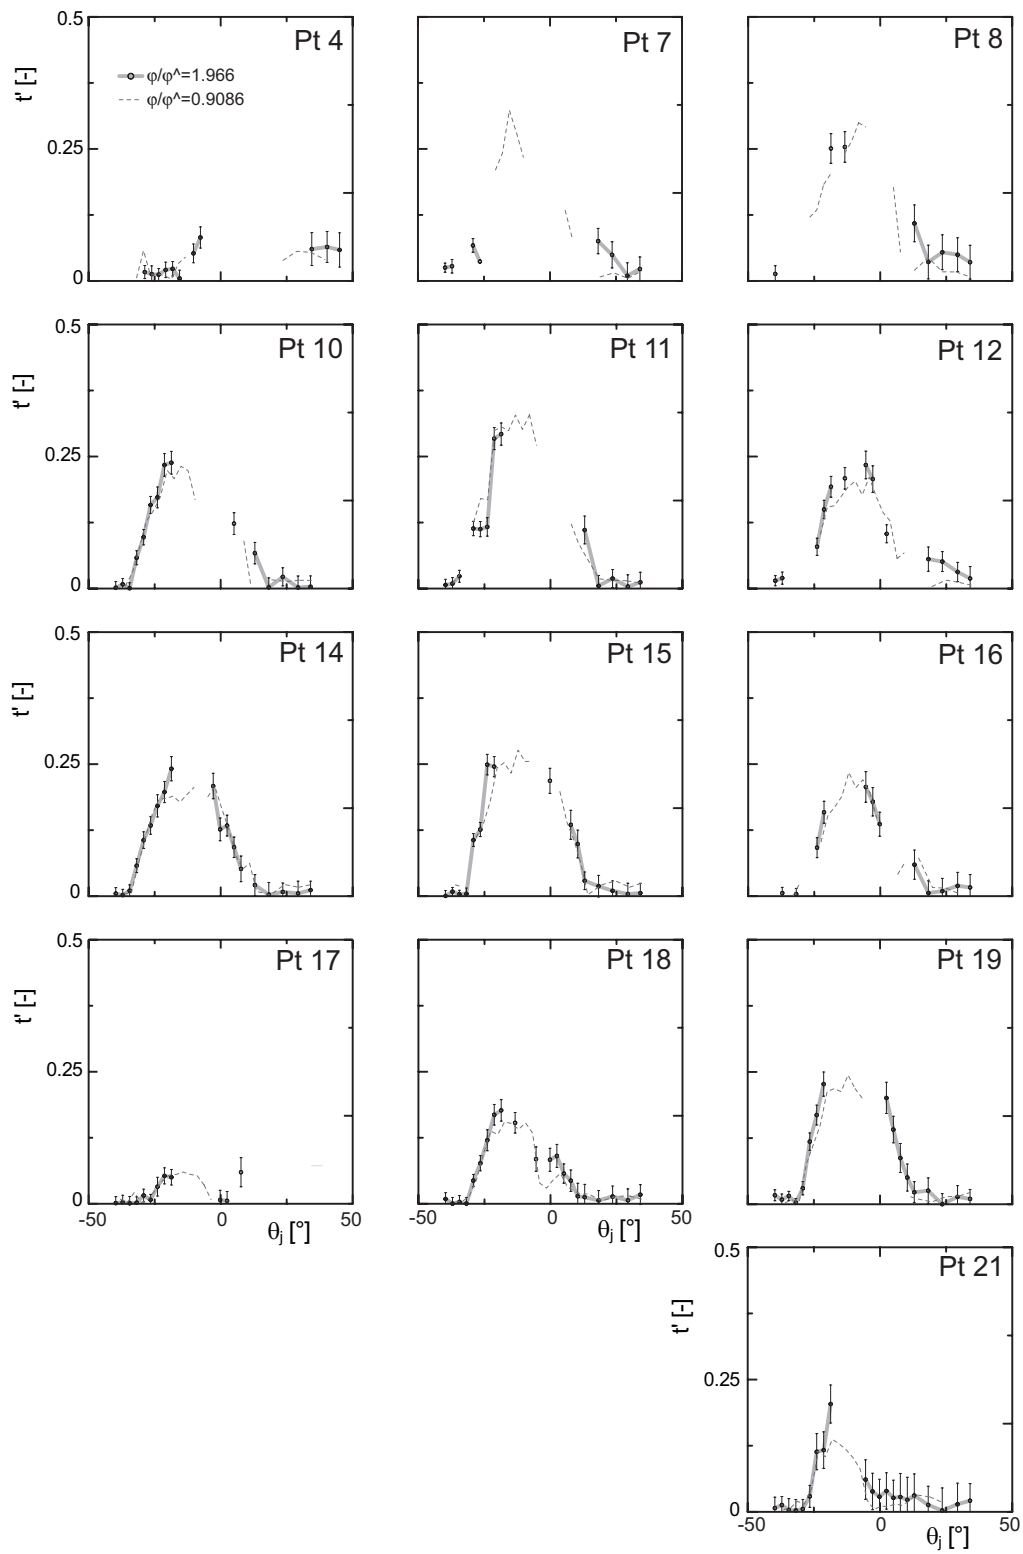 0.5
Pt 4
Pt 7
Pt 8
t' [-]
φ/φ^=1.966
φ/φ^=0.9086
0.25
0
0.5
Pt 10
Pt 11
Pt 12
t' [-]
0.25
0
0.5
Pt 14
Pt 15
Pt 16
t' [-]
0.25
0
0.5
Pt 17
Pt 18
Pt 19
t' [-]
0.25
0
-50 0 50
-50 0 50
θj [°]
θj [°]
0.5
Pt 21
t' [-]
0.25
0
-50 0 50
θj [°]